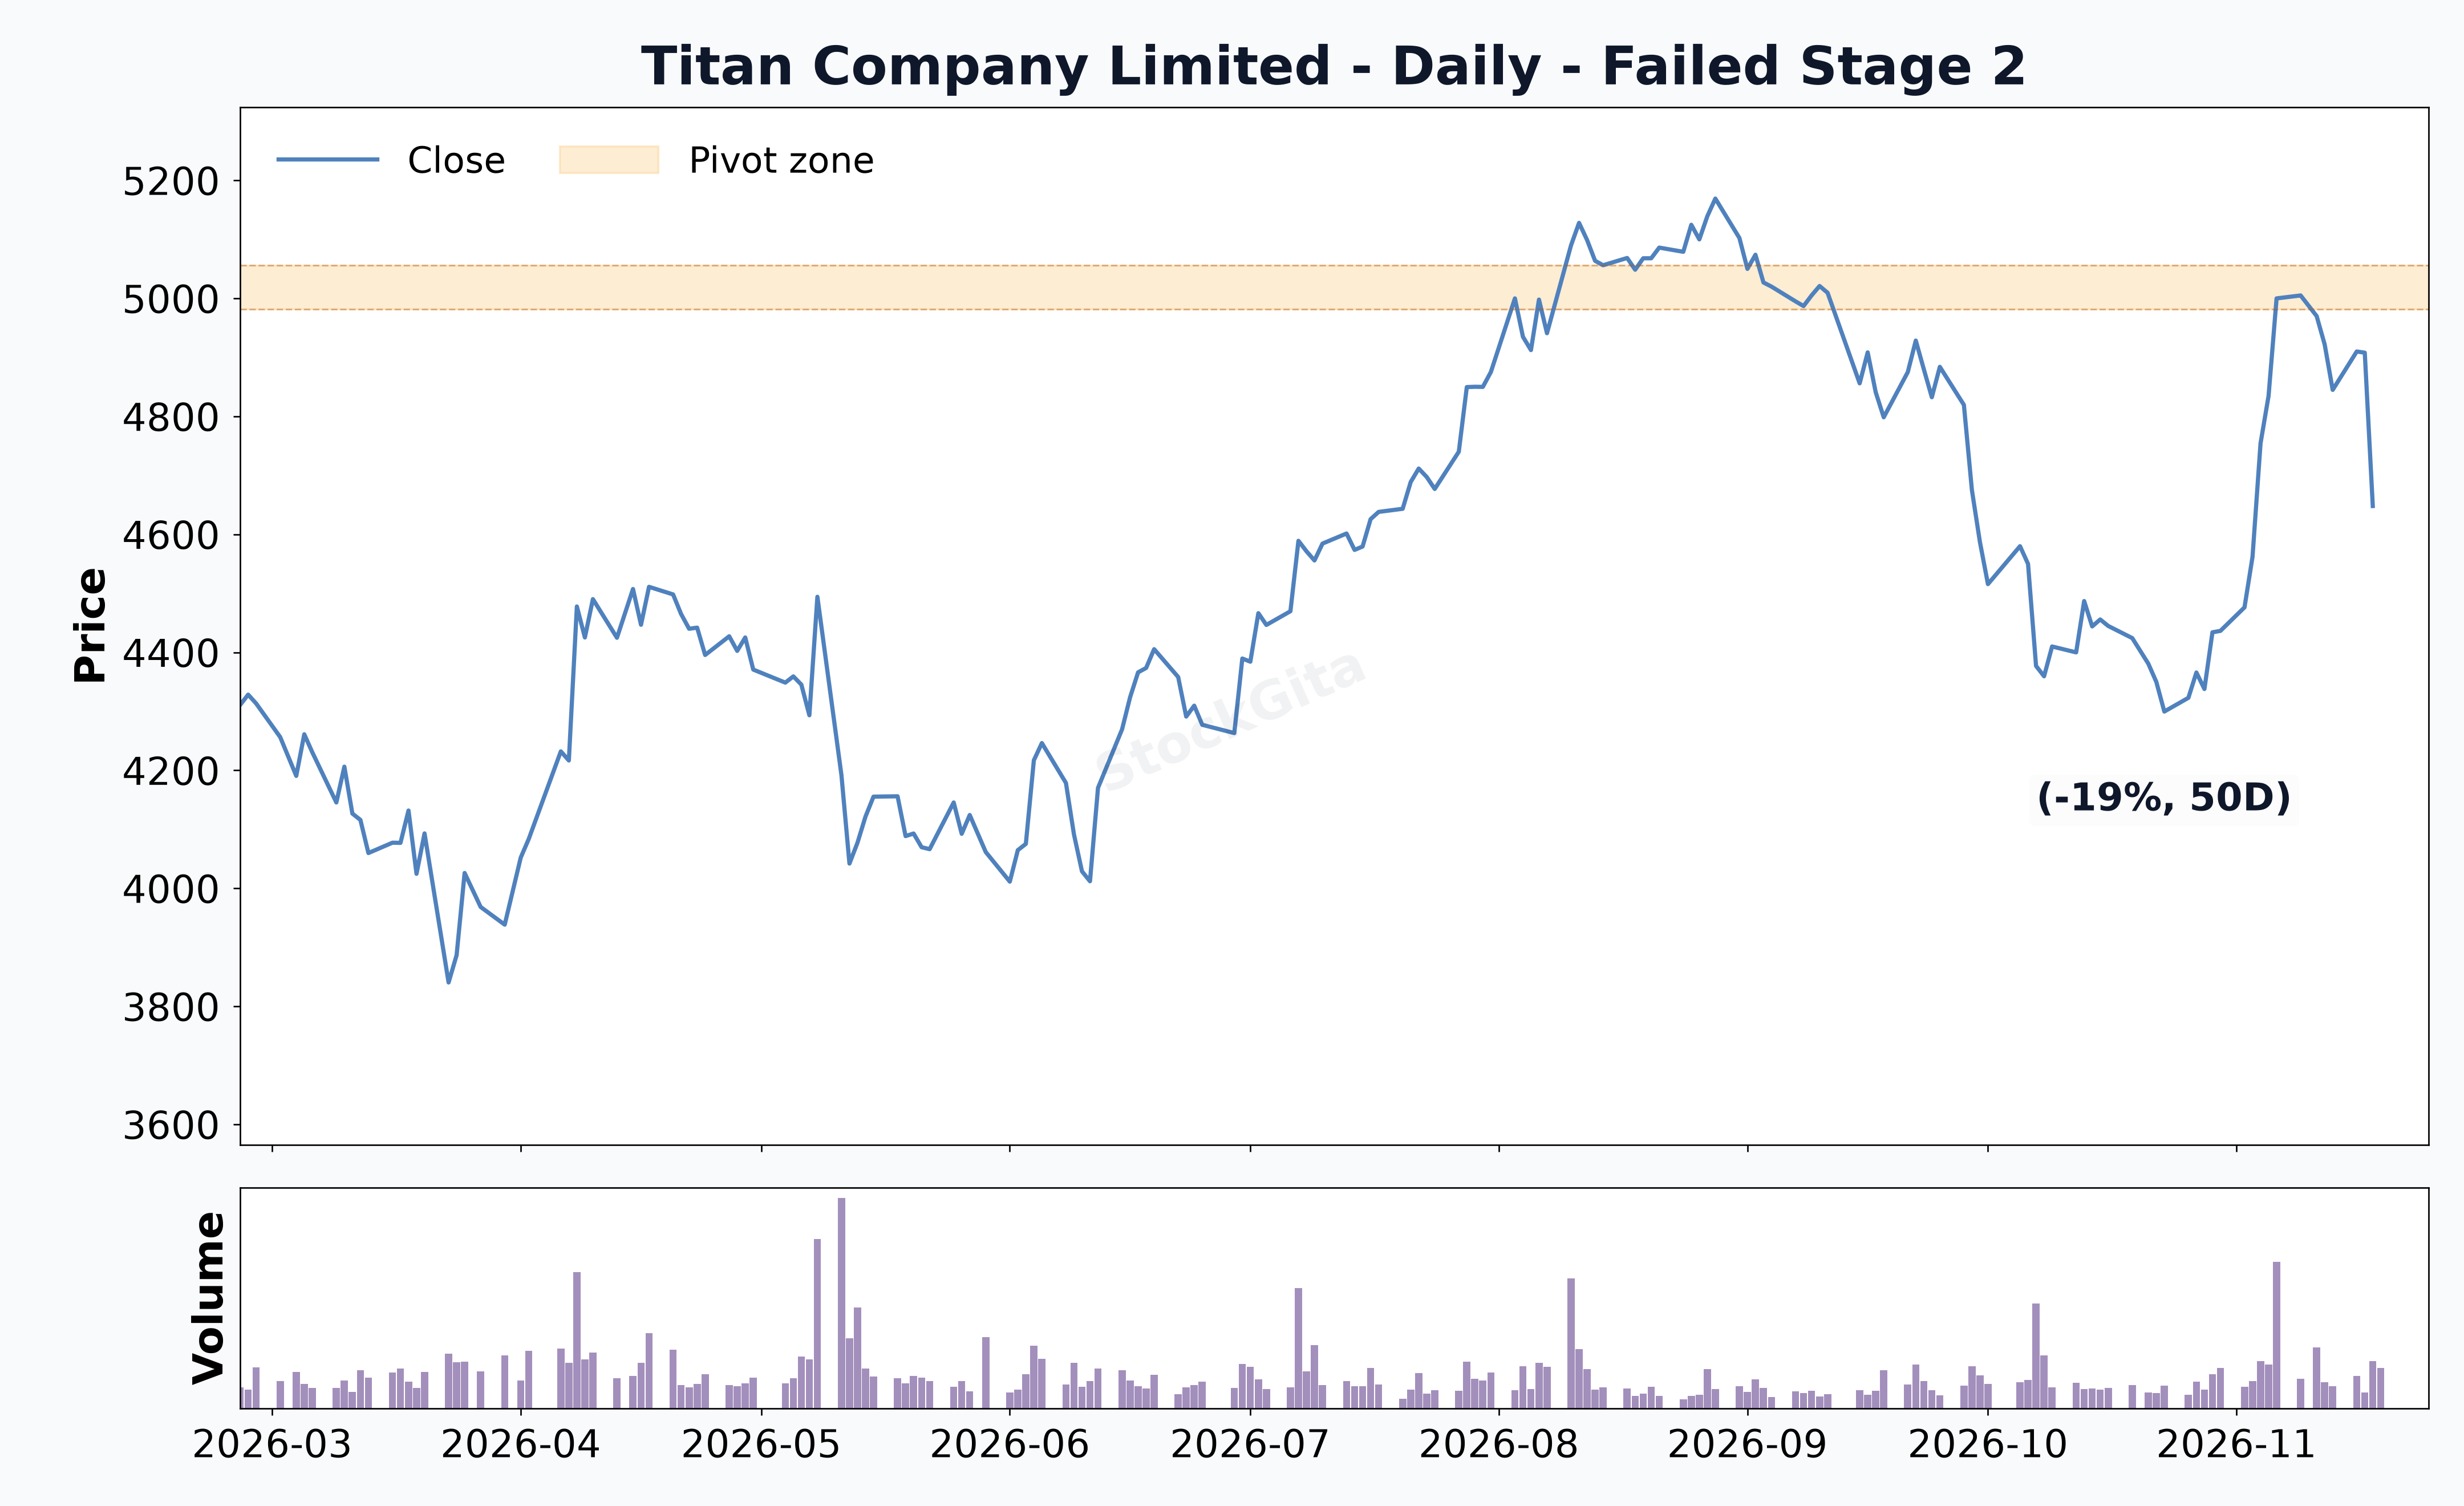 Titan Company Limited - Daily - Failed Stage 2
Close
Pivot zone
5200
5000
4800
4600
4400
4200
4000
3800
3600
Price
StockGita
(-19%, 50D)
Volume
2026-03
2026-04
2026-05
2026-06
2026-07
2026-08
2026-09
2026-10
2026-11